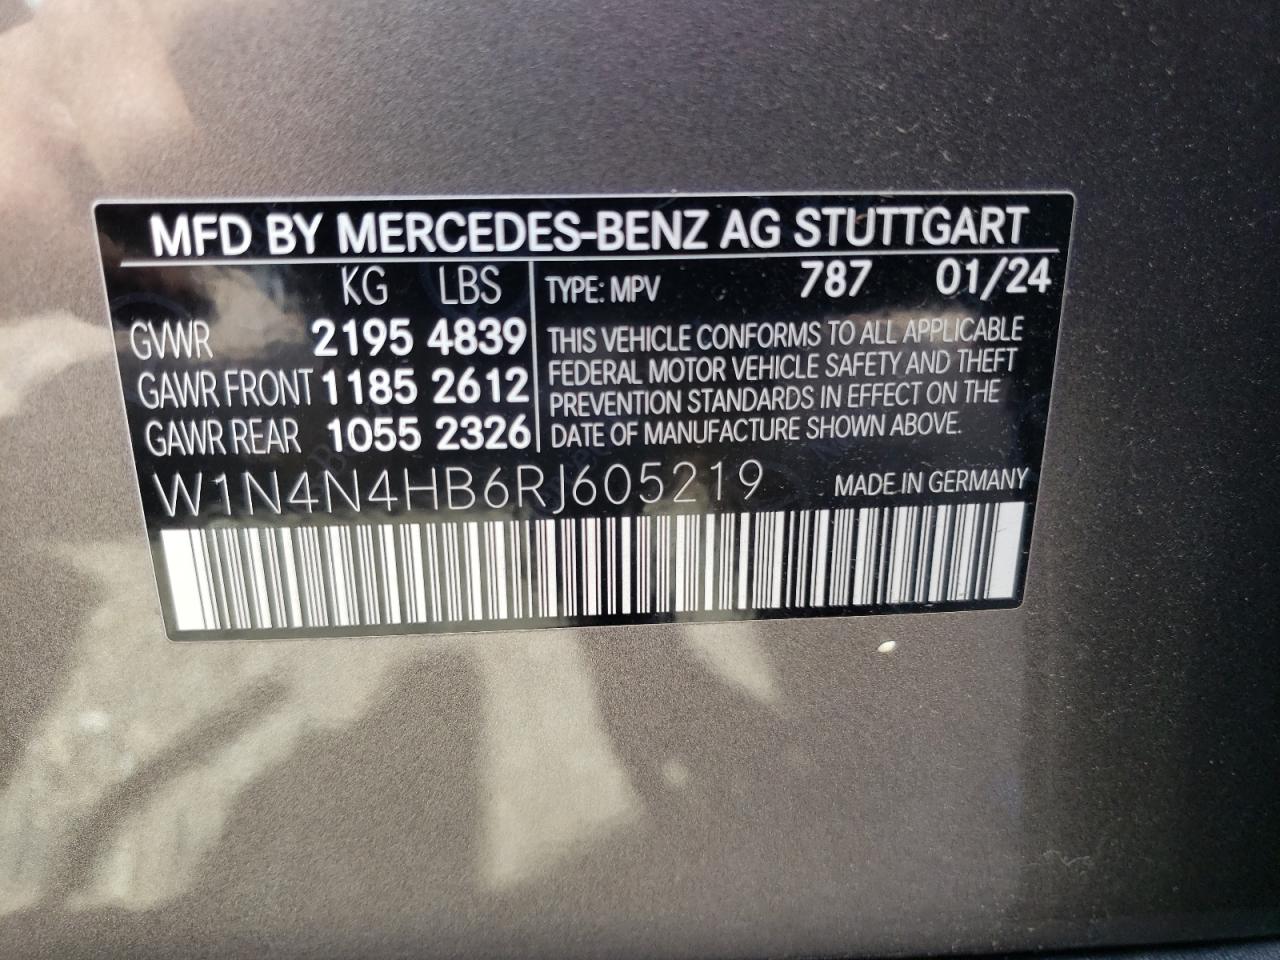 MFD BY MERCEDES-BENZ AG STUTTGART
KG LBS
TYPE: MPV 787 01/24
GVWR 2195 4839
GAWR FRONT 1185 2612
GAWR REAR 1055 2326
THIS VEHICLE CONFORMS TO ALL APPLICABLE
FEDERAL MOTOR VEHICLE SAFETY AND THEFT
PREVENTION STANDARDS IN EFFECT ON THE
DATE OF MANUFACTURE SHOWN ABOVE.
W1N4N4HB6RJ605219 MADE IN GERMANY